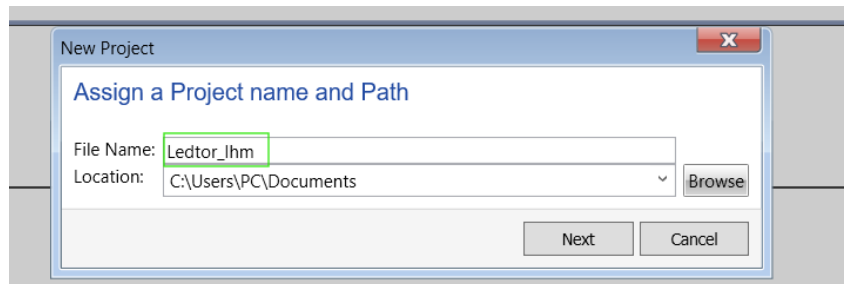 New Project
Assign a Project name and Path
File Name: Ledtor_Ihm
Location: C:\Users\PC\Documents Browse
Next Cancel